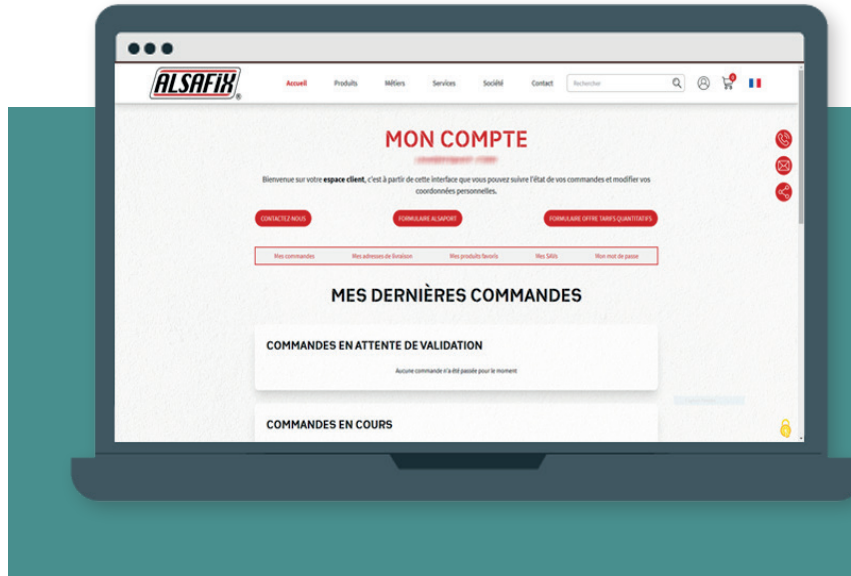 ALSAFIX®
Accueil Produits Métiers Services Société Contact Rechercher 0
MON COMPTE
Bienvenue sur votre espace client, c'est à partir de cette interface que vous pouvez suivre l'état de vos commandes et modifier vos
coordonnées personnelles.
CONTACTEZ-NOUS FORMULAIRE ALSAPORT FORMULAIRE OFFRE TARIFS QUANTITATIFS
Mes commandes Mes adresses de livraison Mes produits favoris Mes SAVs Mon mot de passe
MES DERNIÈRES COMMANDES
COMMANDES EN ATTENTE DE VALIDATION
Aucune commande n'a été passée pour le moment
COMMANDES EN COURS